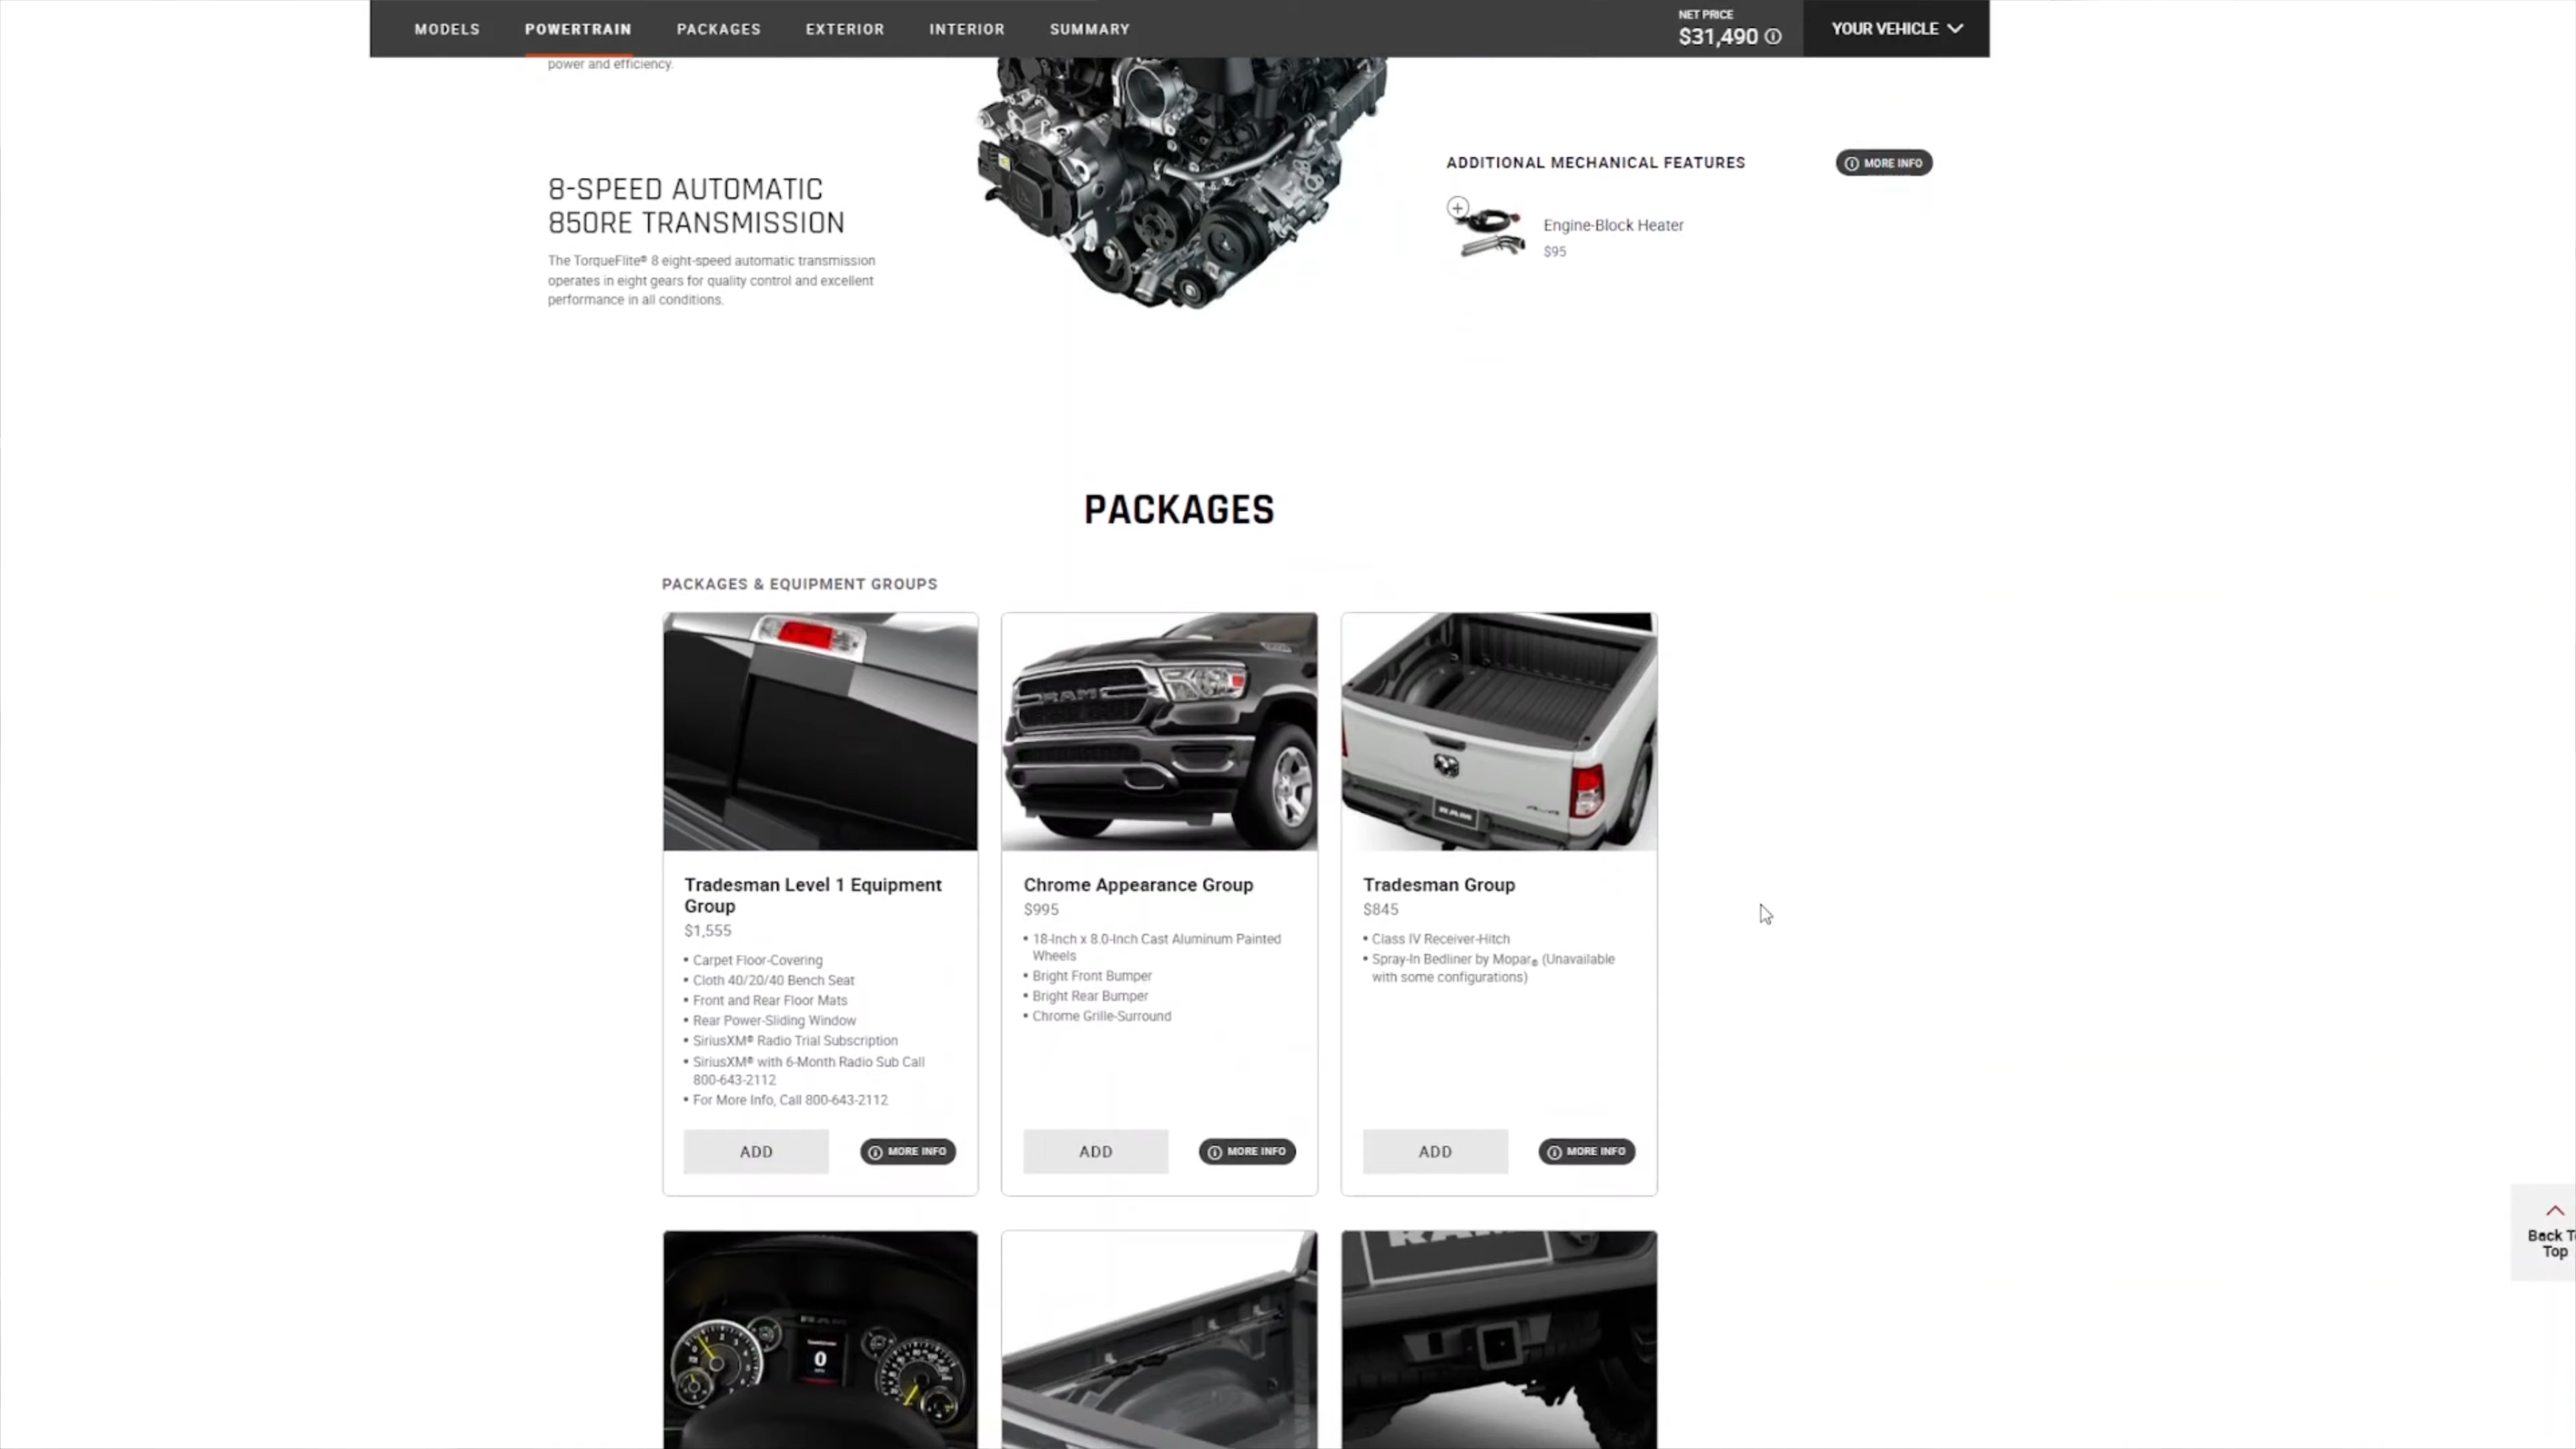 MODELS
POWERTRAIN
PACKAGES
EXTERIOR
INTERIOR
SUMMARY
NET PRICE
$31,490
YOUR VEHICLE
power and efficiency.
8-SPEED AUTOMATIC
850RE TRANSMISSION
The TorqueFlite® 8 eight-speed automatic transmission
operates in eight gears for quality control and excellent
performance in all conditions.
ADDITIONAL MECHANICAL FEATURES
MORE INFO
Engine-Block Heater
$95
PACKAGES
PACKAGES & EQUIPMENT GROUPS
RAM
RAM
Tradesman Level 1 Equipment
Group
$1,555
• Carpet Floor-Covering
• Cloth 40/20/40 Bench Seat
• Front and Rear Floor Mats
• Rear Power-Sliding Window
• SiriusXM® Radio Trial Subscription
• SiriusXM® with 6-Month Radio Sub Call
800-643-2112
• For More Info, Call 800-643-2112
ADD
MORE INFO
Chrome Appearance Group
$995
• 18-Inch x 8.0-Inch Cast Aluminum Painted
Wheels
• Bright Front Bumper
• Bright Rear Bumper
• Chrome Grille-Surround
ADD
MORE INFO
Tradesman Group
$845
• Class IV Receiver-Hitch
• Spray-In Bedliner by Mopar® (Unavailable
with some configurations)
ADD
MORE INFO
Back T
Top
0
RAM